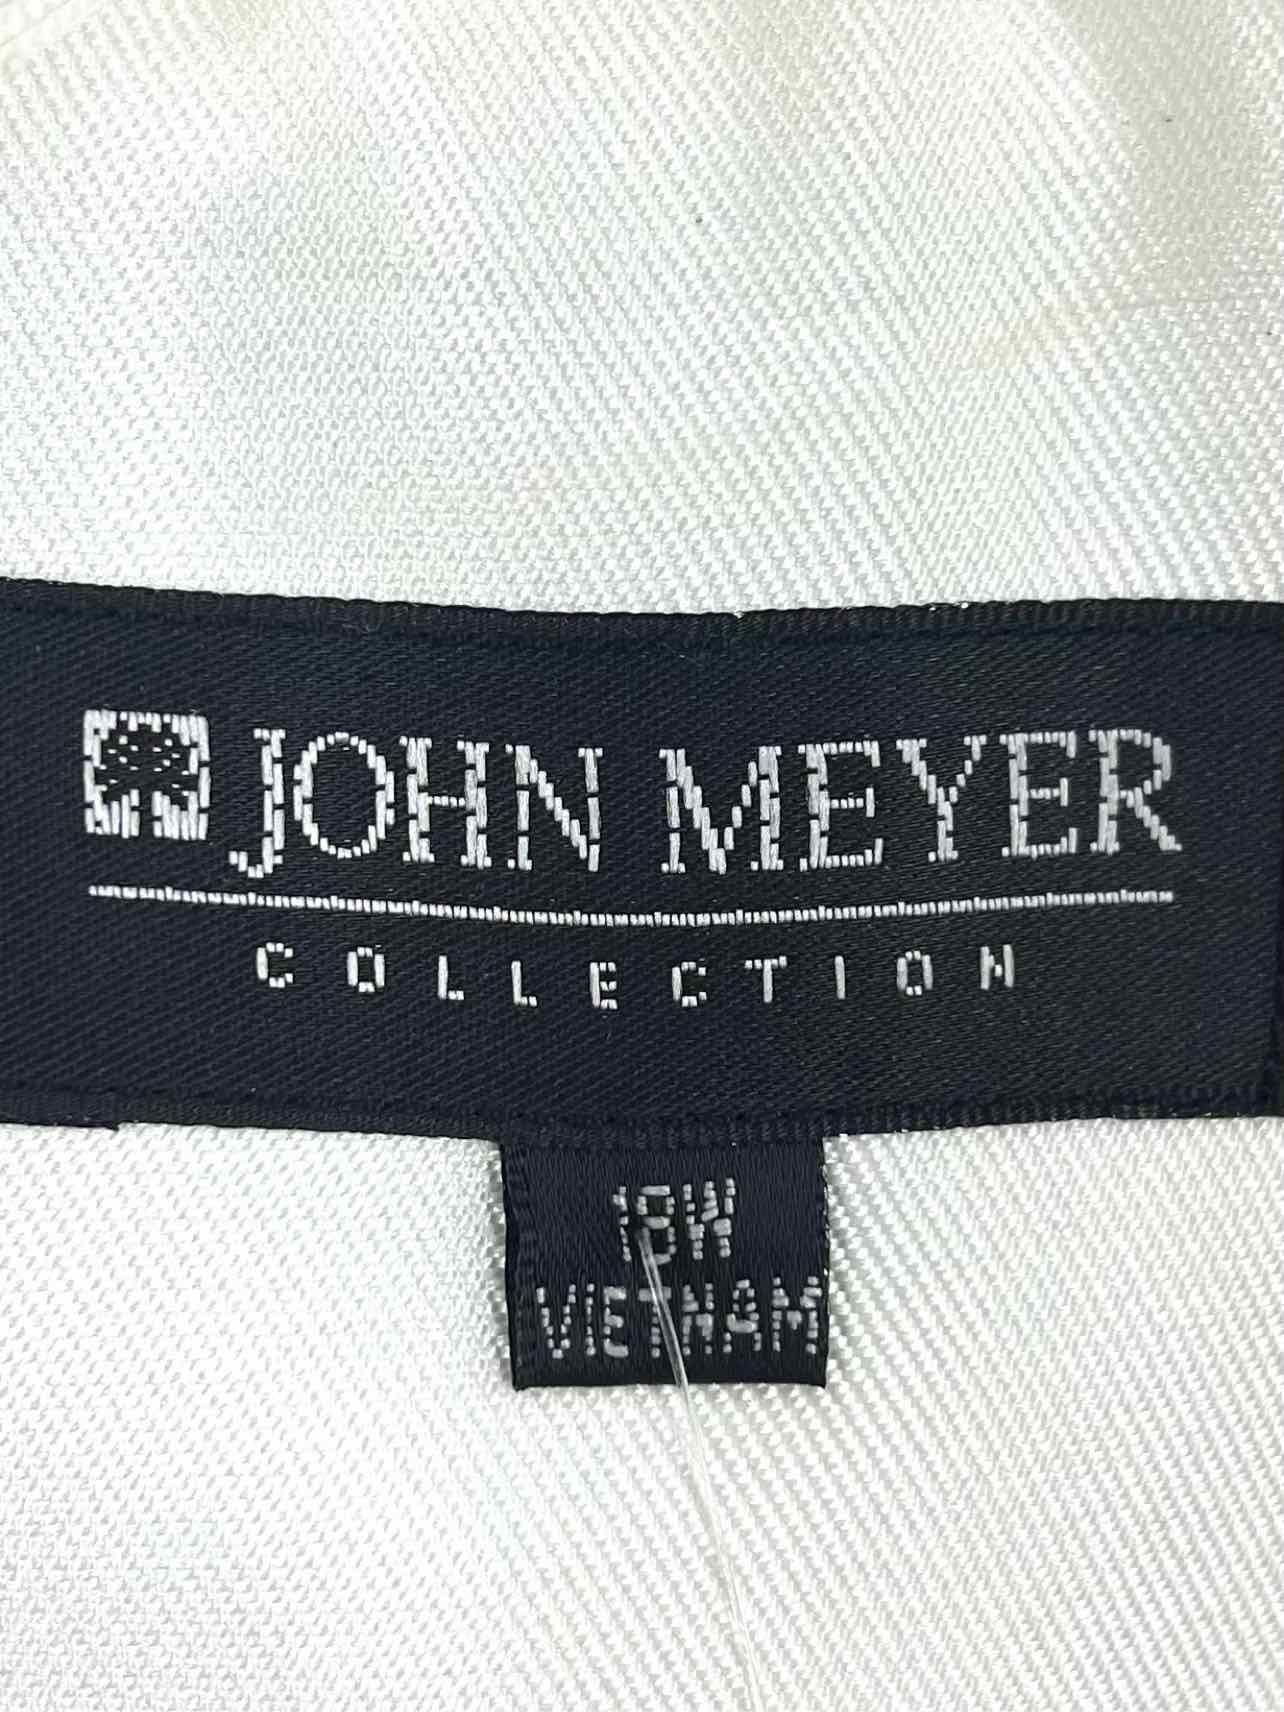 JOHN MEYER
COLLECTION
18W
VIETNAM